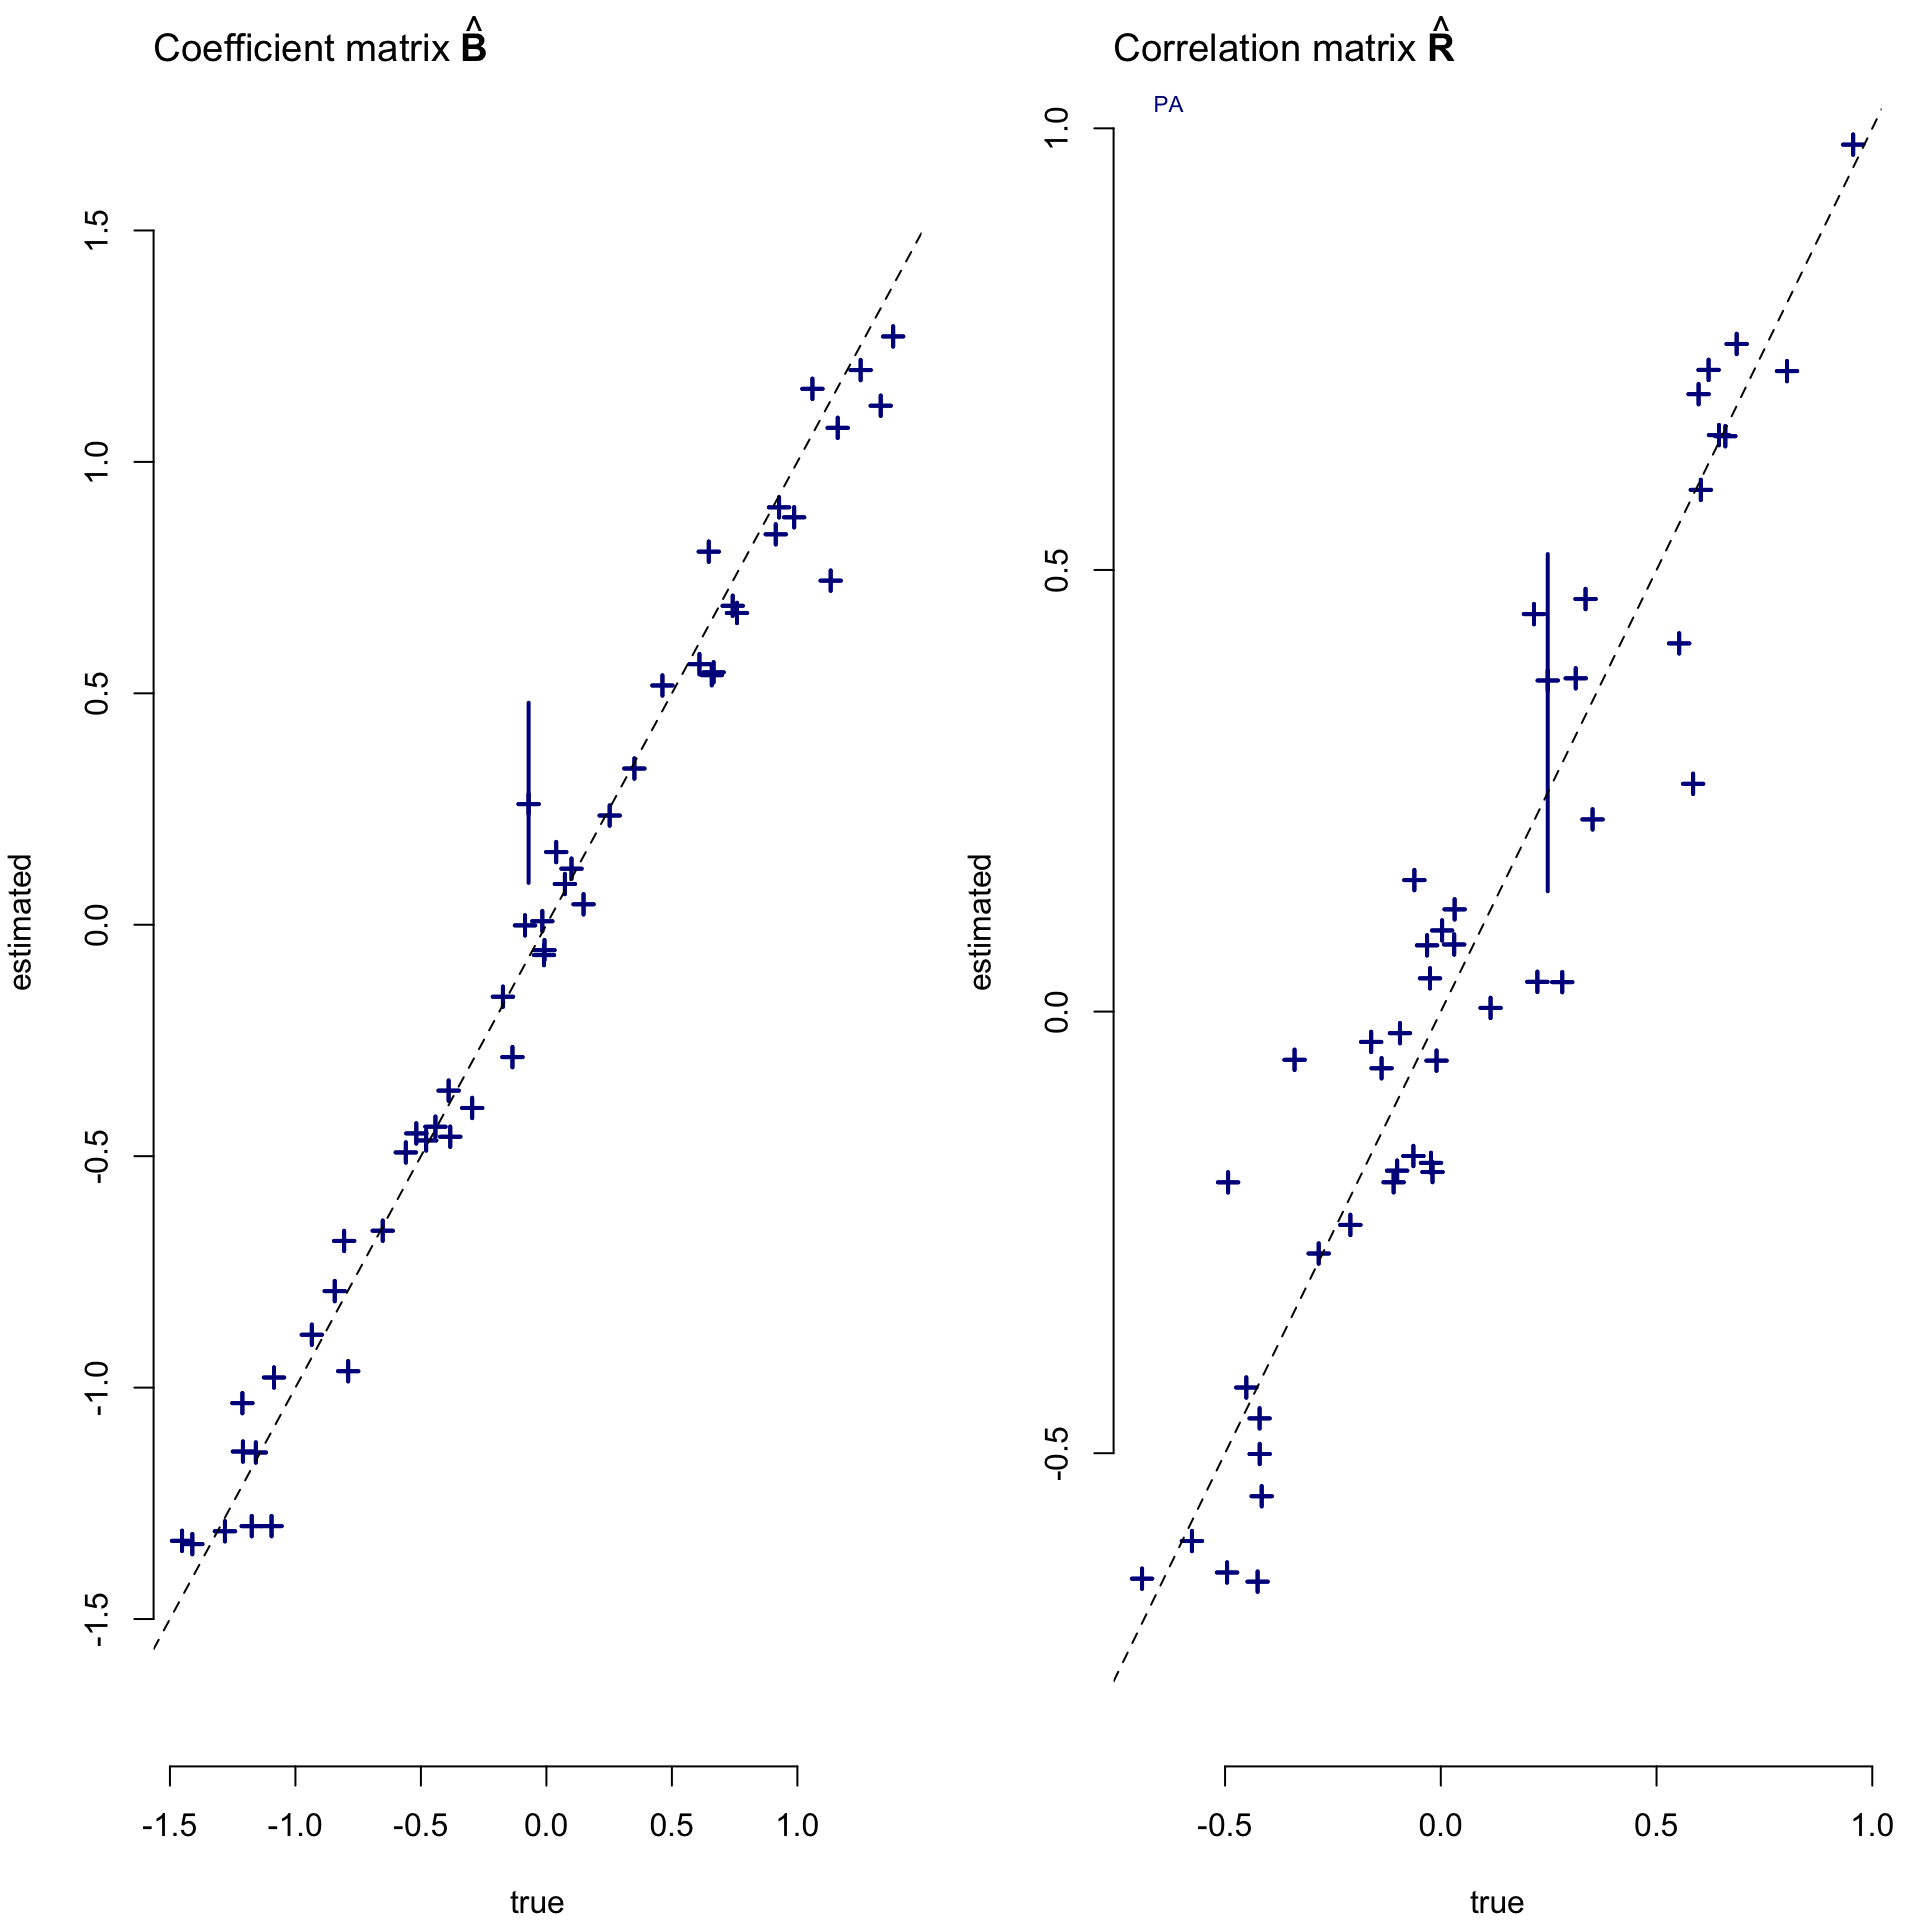 Coefficient matrix B̂
1.5
1.0
0.5
0.0
-0.5
-1.0
-1.5
estimated
-1.5 -1.0 -0.5 0.0 0.5 1.0
true
Correlation matrix R̂
PA
1.0
0.5
0.0
-0.5
estimated
-0.5 0.0 0.5 1.0
true